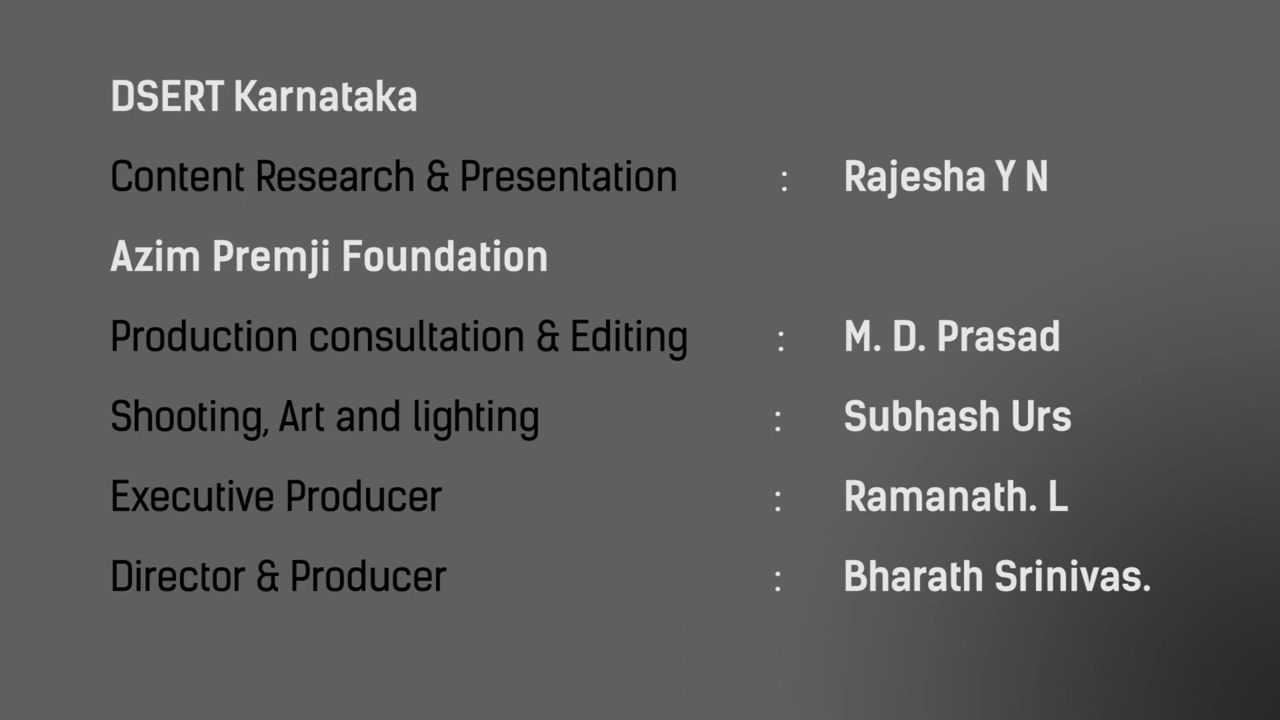 DSERT Karnataka
Content Research & Presentation : Rajesha Y N
Azim Premji Foundation
Production consultation & Editing : M. D. Prasad
Shooting, Art and lighting : Subhash Urs
Executive Producer : Ramanath. L
Director & Producer : Bharath Srinivas.